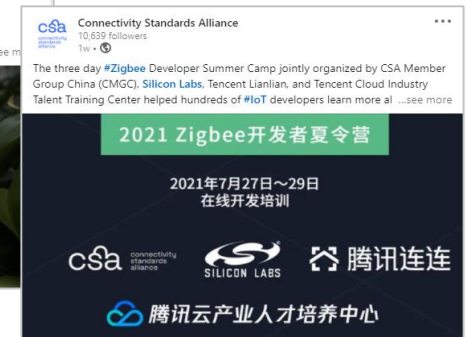 ee m
csa
connectivity
standards
alliance
Connectivity Standards Alliance
10,639 followers
1w •
The three day #Zigbee Developer Summer Camp jointly organized by CSA Member
Group China (CMGC), Silicon Labs, Tencent Lianlian, and Tencent Cloud Industry
Talent Training Center helped hundreds of #IoT developers learn more al ...see more
2021 Zigbee开发者夏令营
2021年7月27日～29日
在线开发培训
csa connectivity
standards
alliance
SILICON LABS
腾讯连连
腾讯云产业人才培养中心